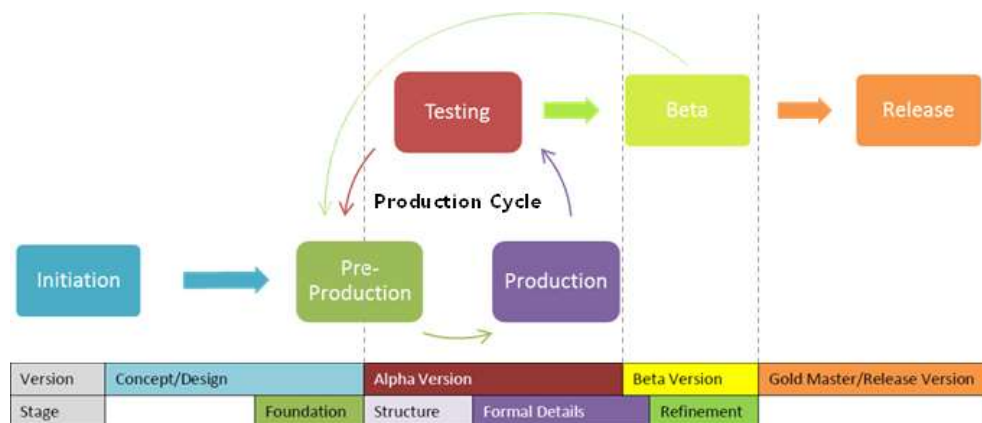 Testing
Beta
Release
Production Cycle
Initiation
Pre-
Production
Production
Version
Concept/Design
Alpha Version
Beta Version
Gold Master/Release Version
Stage
Foundation
Structure
Formal Details
Refinement